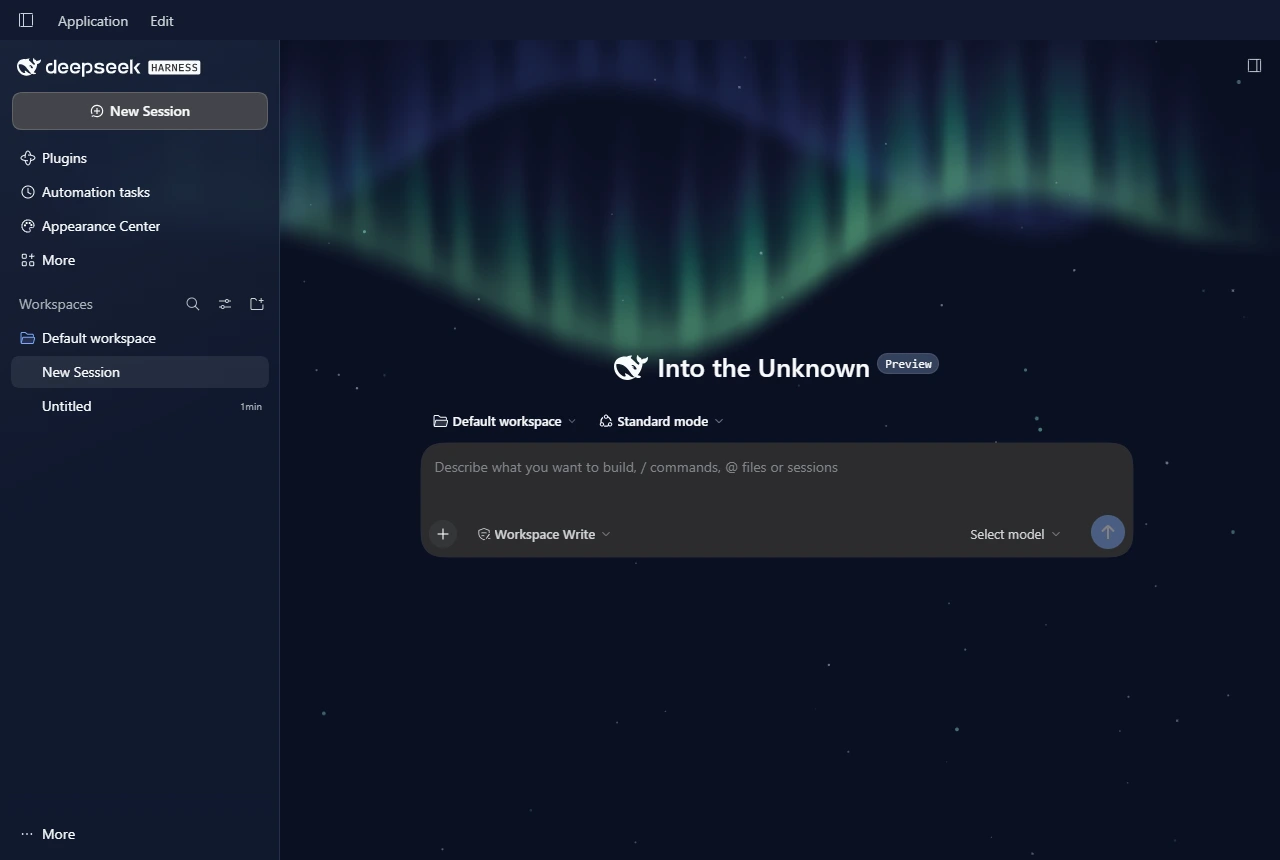 Application Edit
deepseek HARNESS
New Session
Plugins
Automation tasks
Appearance Center
More
Workspaces
Default workspace
New Session
Untitled 1min
More
Into the Unknown Preview
Default workspace Standard mode
Describe what you want to build, / commands, @ files or sessions
Workspace Write Select model